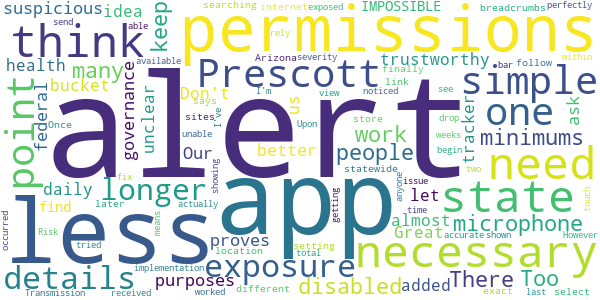 suspicious idea keep searching internet exposed IMPOSSIBLE breadcrumbs perfectly
send able rely
think permissions
available Arizona severity
health many Prescott trustworthy finally link follow
bar within
federal governance unclear bucket Don't us I'm view noticed simple
says see
point alert one
Our sites I've work store tracker ask drop
Once Upon better people weeks minimums
unable statewide begin two
longer showing app let need
daily issue
find later actually getting anyone time state touch
fix means almost accurate shown
Risk tried proves setting Great microphone
location total However
occurred less exposure necessary
implementation different
purposes added There Too
details disabled
Transmission received worked exact last select